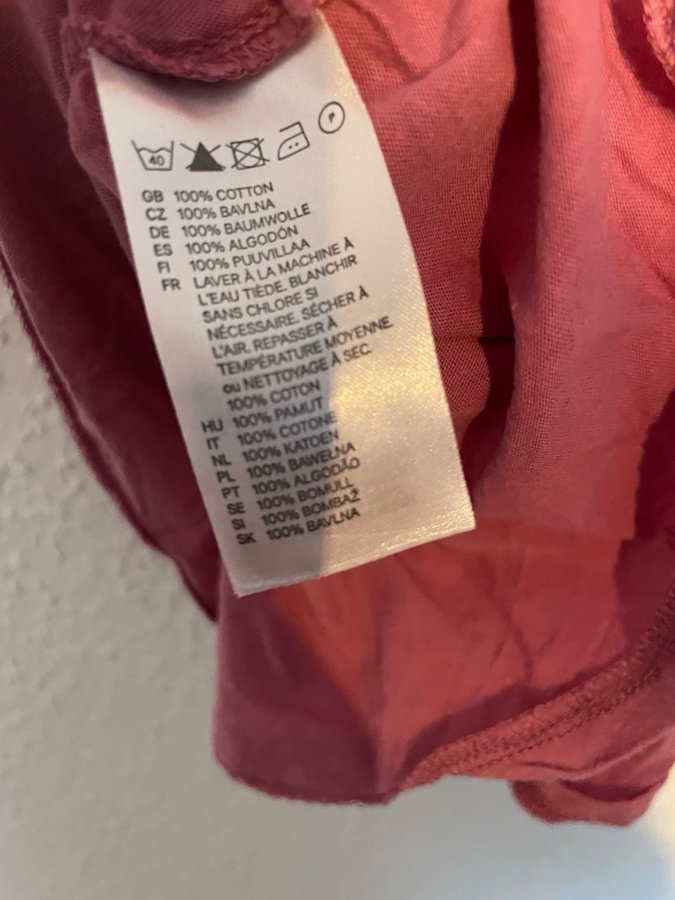 40 P
GB 100% COTTON
CZ 100% BAVLNA
DE 100% BAUMWOLLE
ES 100% ALGODÓN
FI 100% PUUVILLAA
FR LAVER À LA MACHINE À
L'EAU TIÈDE. BLANCHIR
SANS CHLORE SI
NÉCESSAIRE. SÉCHER À
L'AIR. REPASSER À
TEMPÉRATURE MOYENNE.
ou NETTOYAGE À SEC.
100% COTON
HU 100% PAMUT
IT 100% COTONE
NL 100% KATOEN
PL 100% BAWEŁNA
PT 100% ALGODÃO
SE 100% BOMULL
SI 100% BOMBAŽ
SK 100% BAVLNA